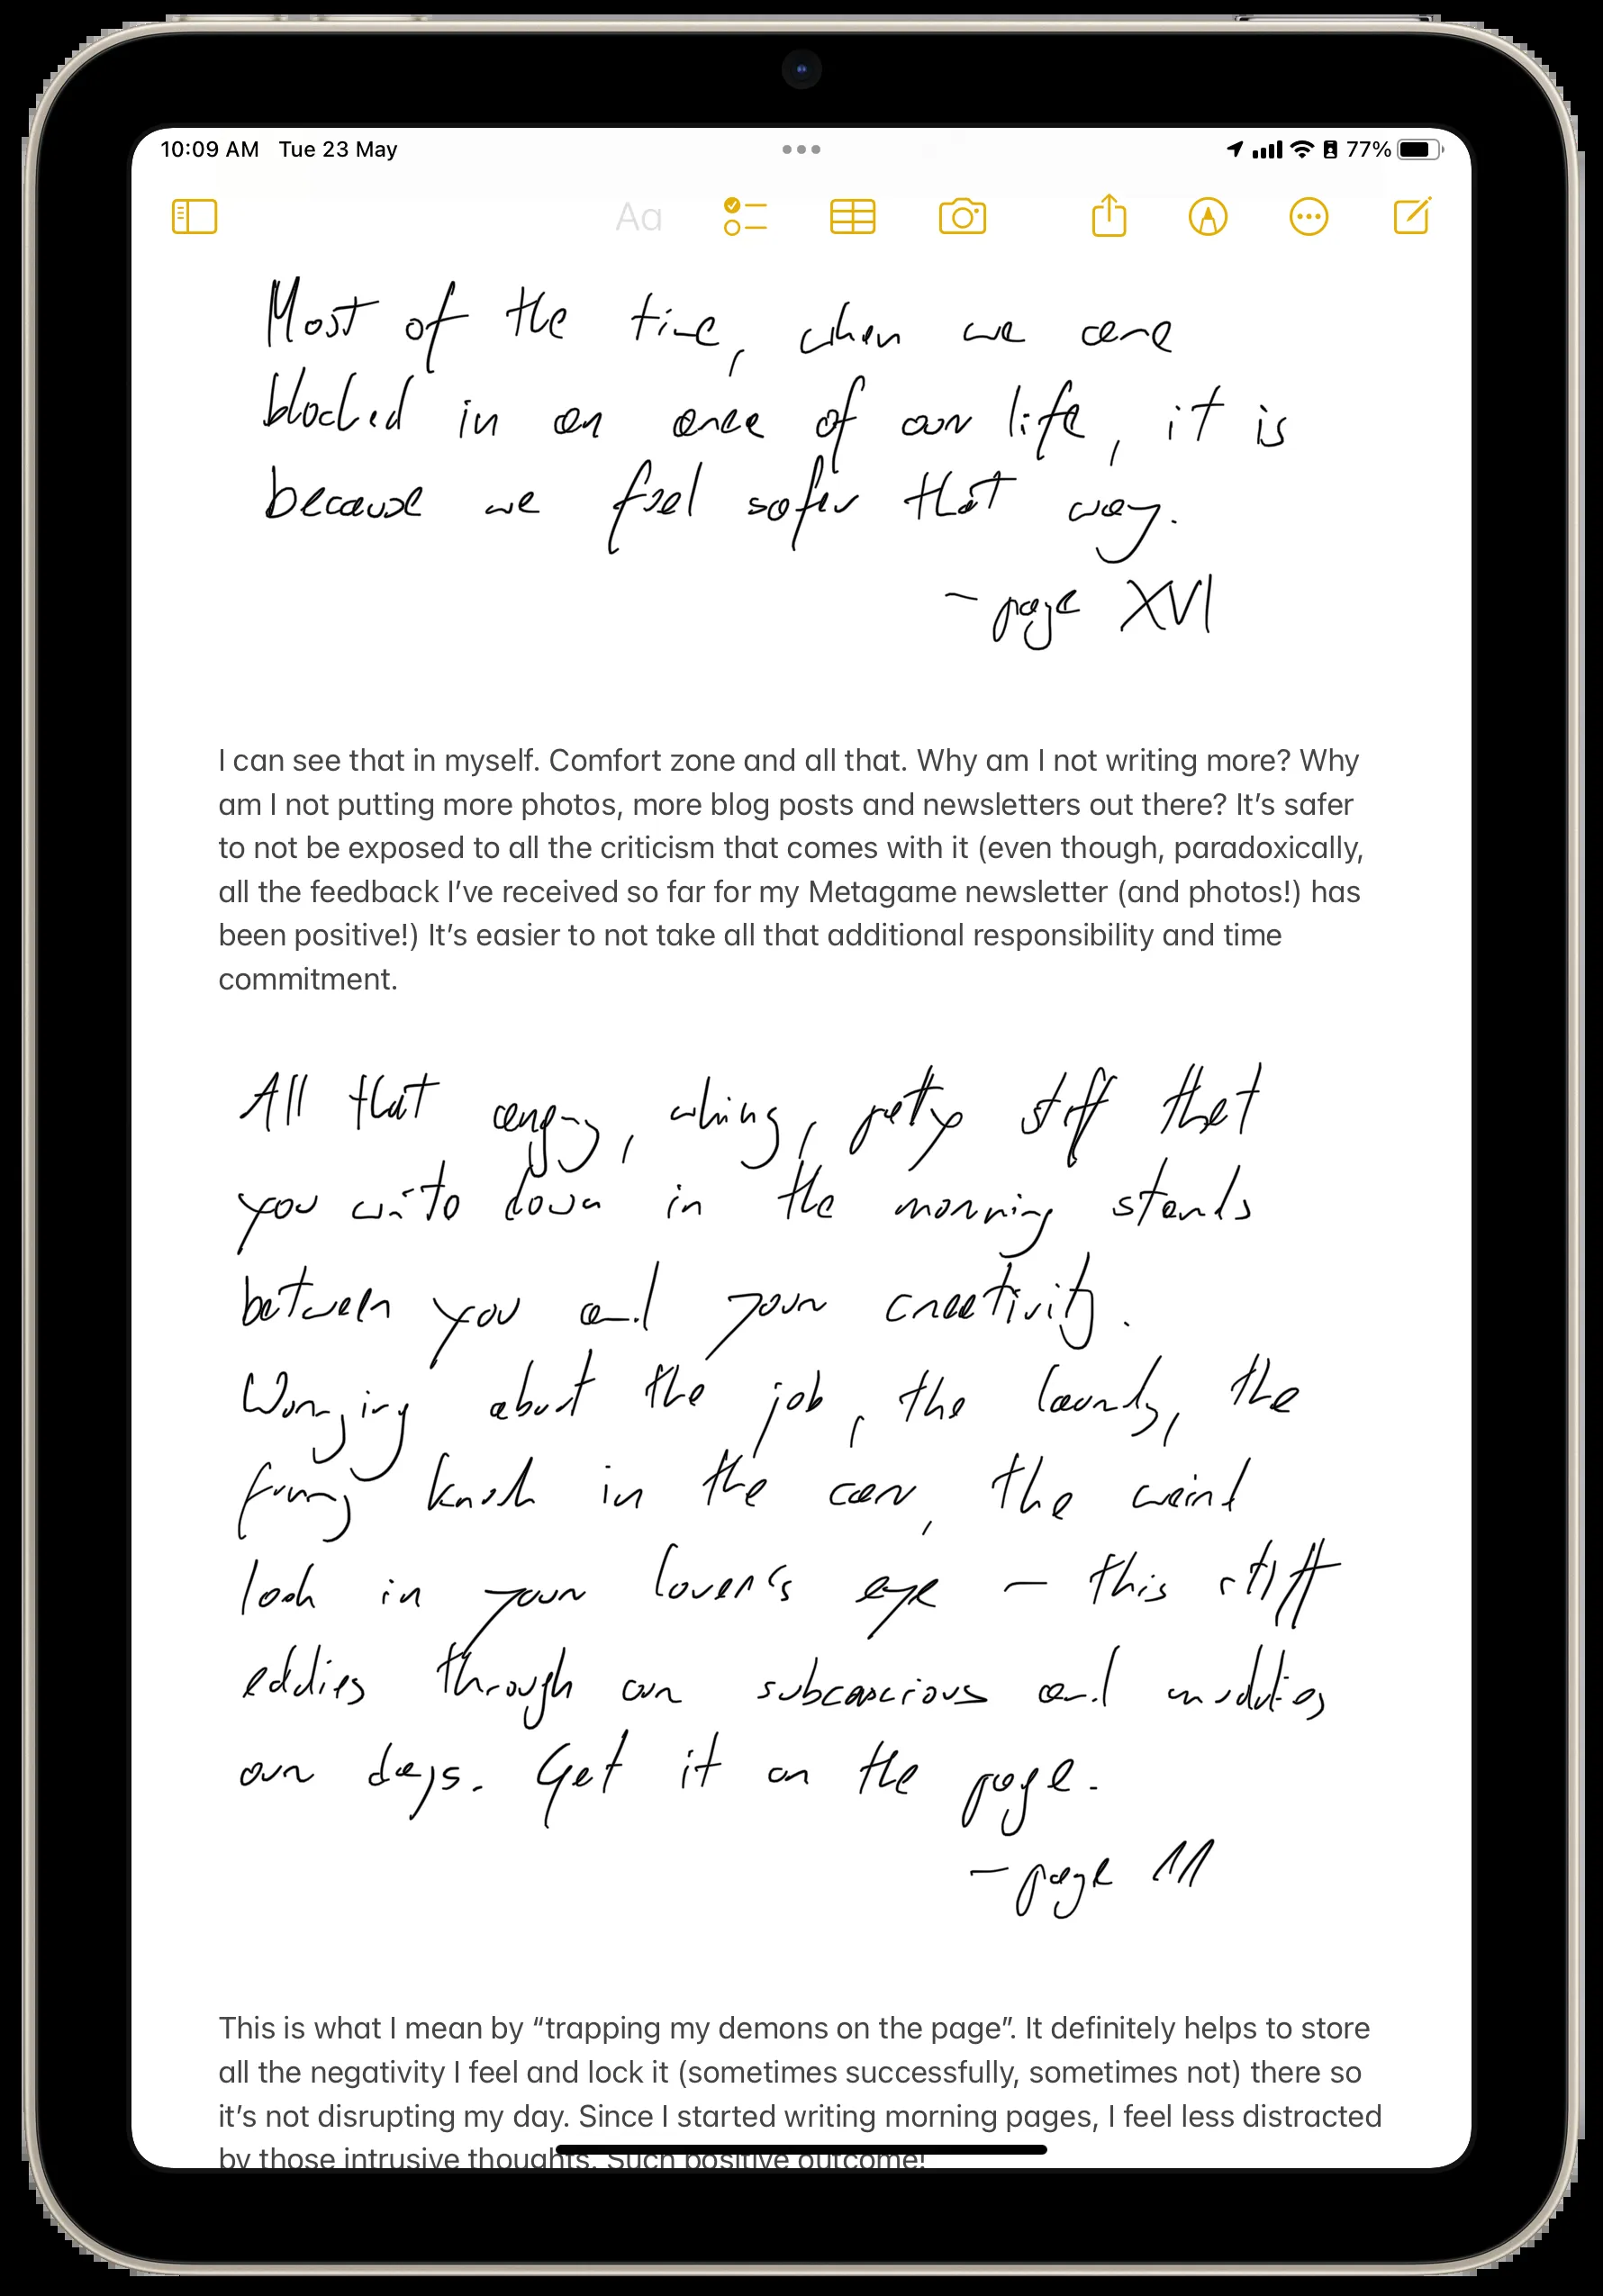 10:09 AM Tue 23 May
77%
Aa
Most of the time, when we are
blocked in an area of our life, it is
because we feel safer that way.
– page XVI
I can see that in myself. Comfort zone and all that. Why am I not writing more? Why
am I not putting more photos, more blog posts and newsletters out there? It’s safer
to not be exposed to all the criticism that comes with it (even though, paradoxically,
all the feedback I’ve received so far for my Metagame newsletter (and photos!) has
been positive!) It’s easier to not take all that additional responsibility and time
commitment.
All that angry, whiny, petty stuff that
you write down in the morning stands
between you and your creativity.
Worrying about the job, the laundry, the
funny knock in the car, the weird
look in your lover's eye – this stuff
eddies through our subconscious and muddies
our days. Get it on the page.
– page 11
This is what I mean by “trapping my demons on the page”. It definitely helps to store
all the negativity I feel and lock it (sometimes successfully, sometimes not) there so
it’s not disrupting my day. Since I started writing morning pages, I feel less distracted
by those intrusive thoughts. Such positive outcome!